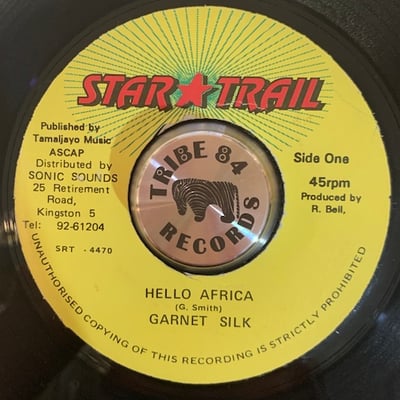 STAR★TRAIL
Published by
Tamaljayo Music
ASCAP
Distributed by
SONIC SOUNDS
25 Retirement
Road,
Kingston 5
Tel: 92-61204
SRT - 4470
TRIBE 84
RECORDS
Side One
45rpm
Produced by
R. Bell,
HELLO AFRICA
(G. Smith)
GARNET SILK
UNAUTHORISED COPYING OF THIS RECORDING IS STRICTLY PROHIBITED